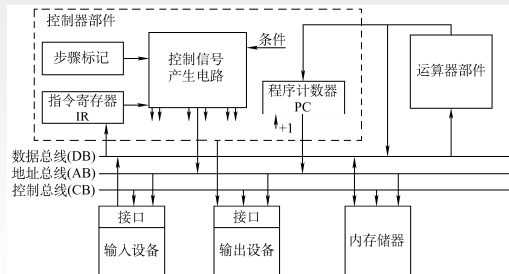 控制器部件
步骤标记
控制信号
产生电路
条件
指令寄存器
IR
程序计数器
PC
+1
运算器部件
数据总线(DB)
地址总线(AB)
控制总线(CB)
接口
输入设备
接口
输出设备
内存储器